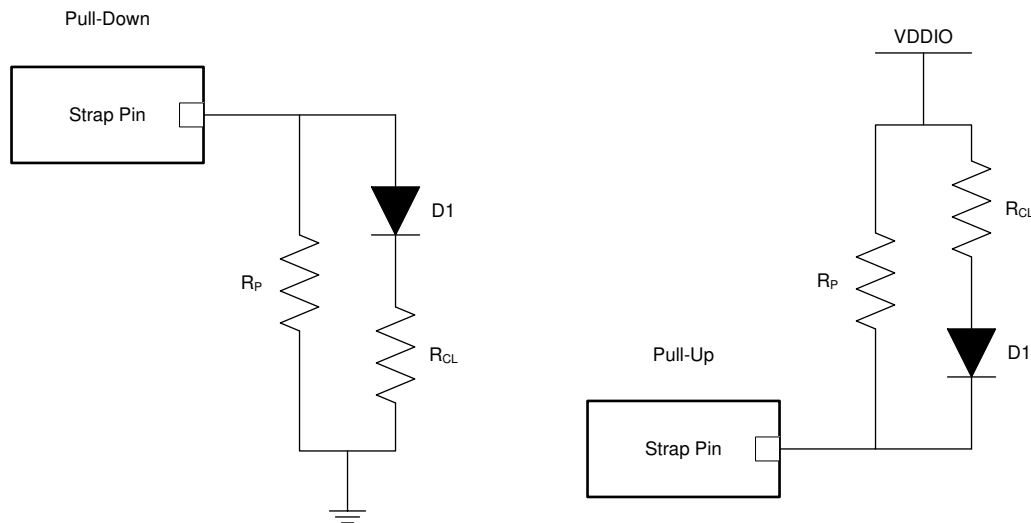 Pull-Down
Strap Pin
D1
RP
RCL
VDDIO
RCL
RP
D1
Pull-Up
Strap Pin